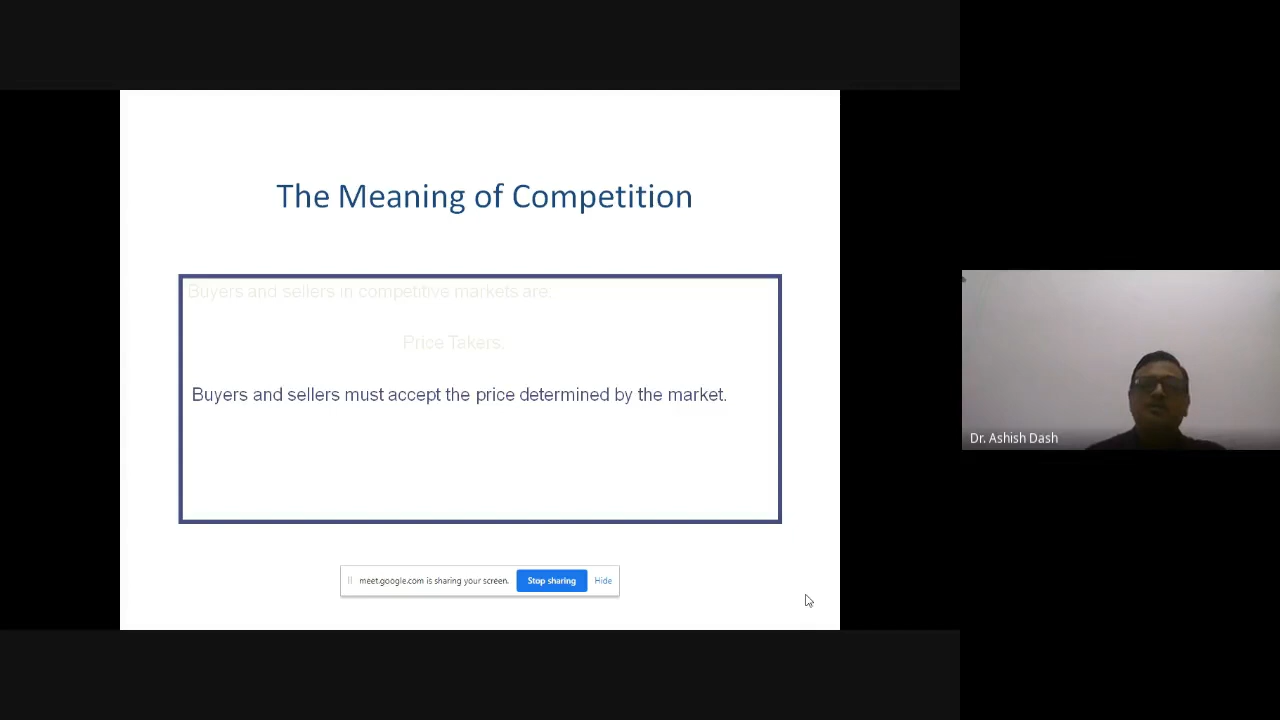 The Meaning of Competition
Buyers and sellers in competitive markets are:
Price Takers.
Buyers and sellers must accept the price determined by the market.
meet.google.com is sharing your screen. Stop sharing Hide
Dr. Ashish Dash